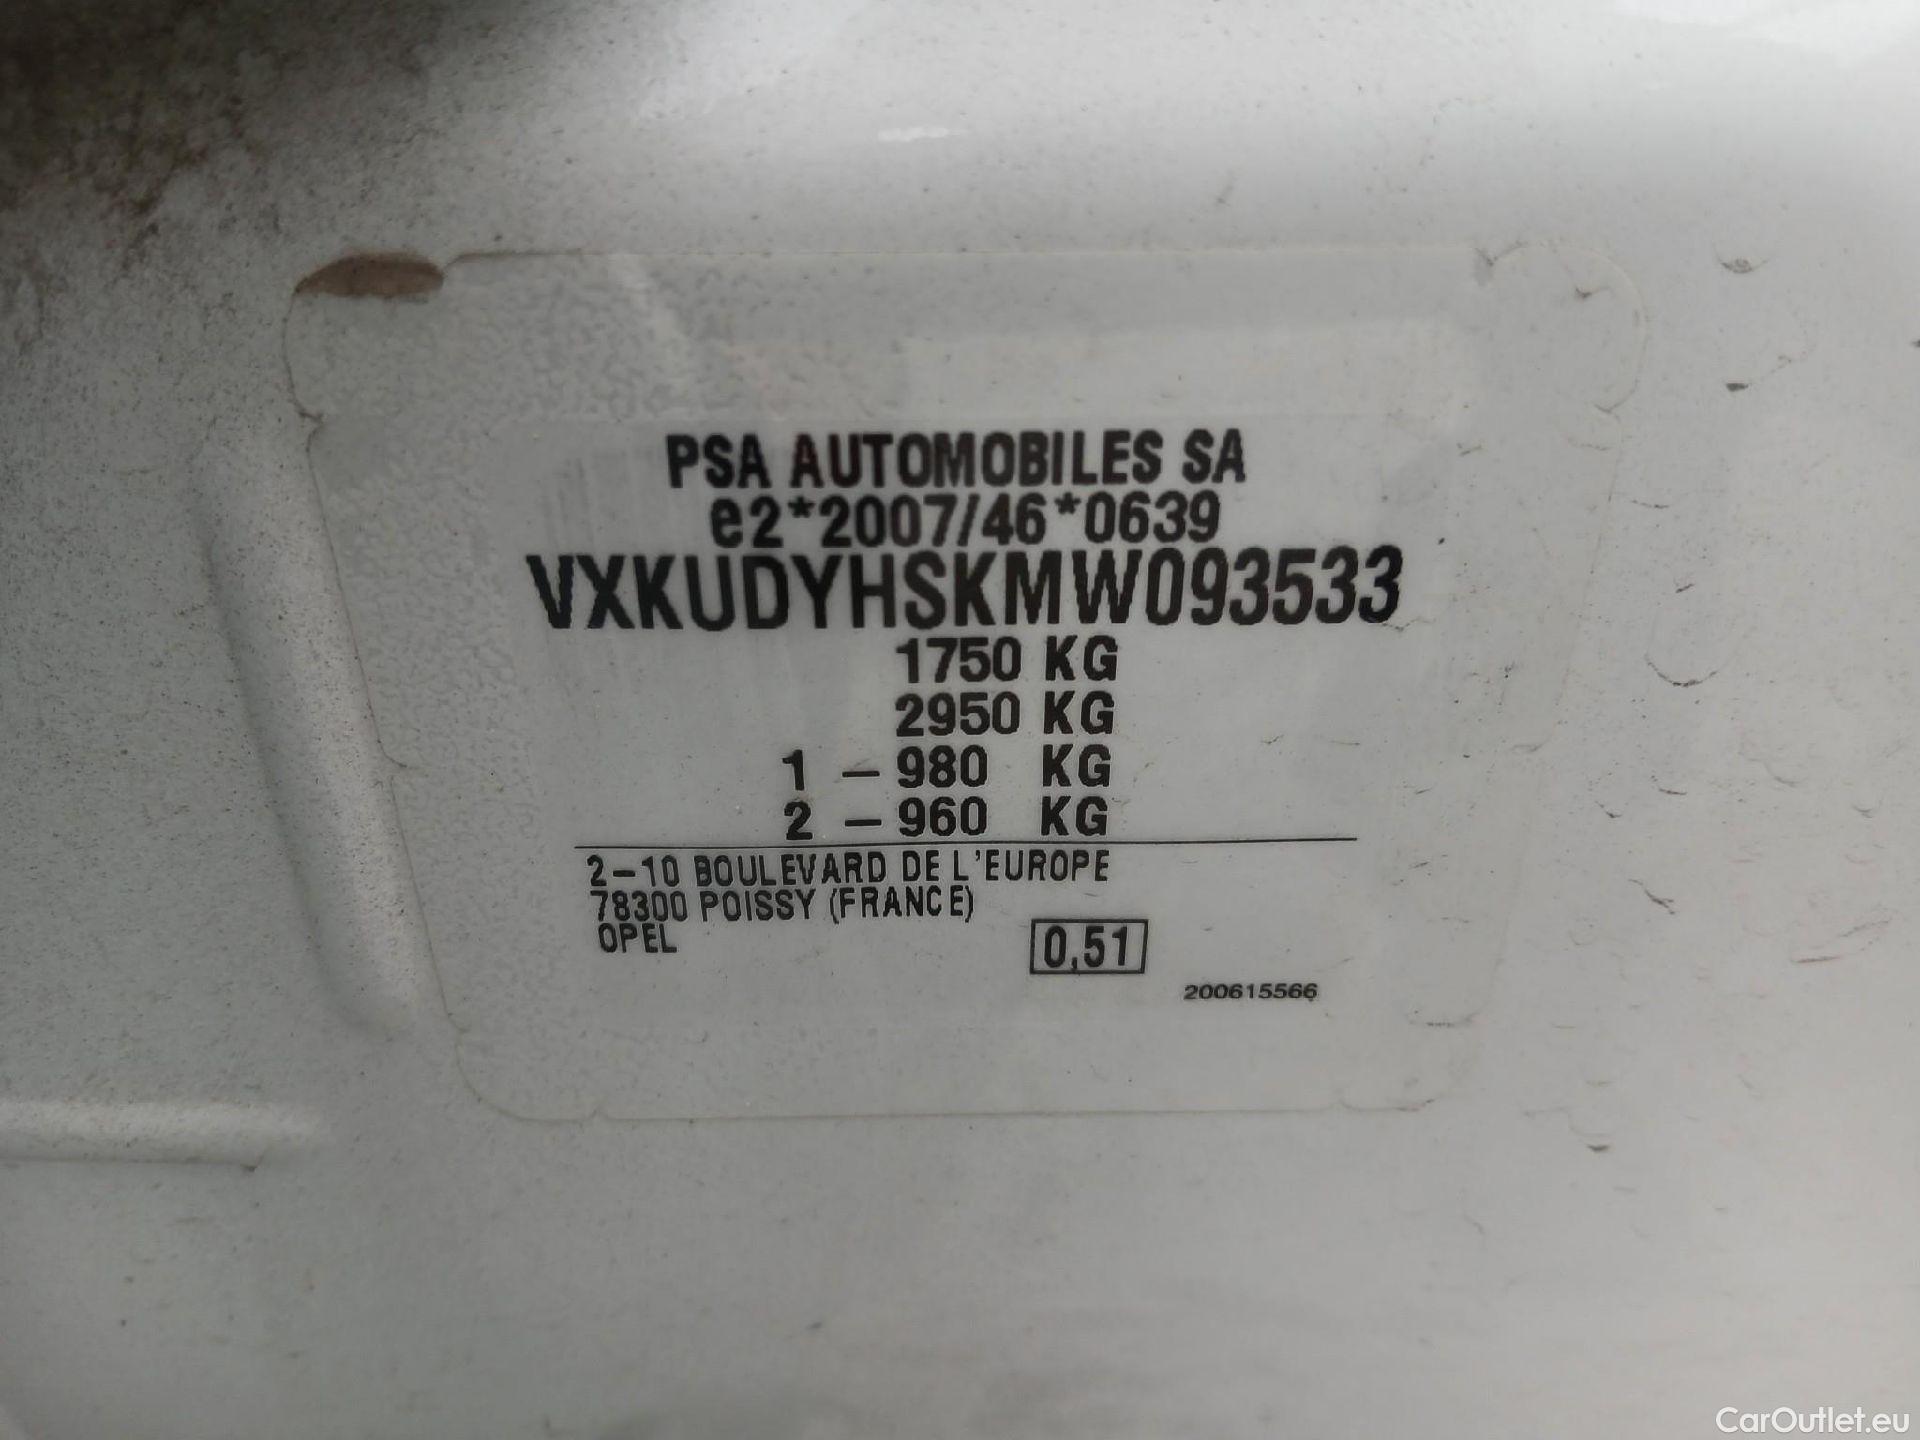 PSA AUTOMOBILES SA
e2*2007/46*0639
VXKUDYHSKMW093533
1750 KG
2950 KG
1 – 980 KG
2 – 960 KG
2–10 BOULEVARD DE L'EUROPE
78300 POISSY (FRANCE)
OPEL
0,51
200615566
CarOutlet.eu